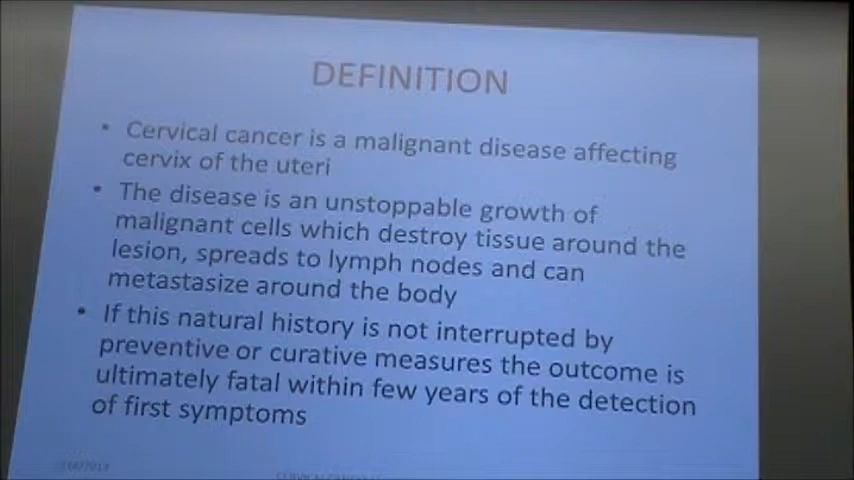 DEFINITION
• Cervical cancer is a malignant disease affecting
cervix of the uteri
• The disease is an unstoppable growth of
malignant cells which destroy tissue around the
lesion, spreads to lymph nodes and can
metastasize around the body
• If this natural history is not interrupted by
preventive or curative measures the outcome is
ultimately fatal within few years of the detection
of first symptoms